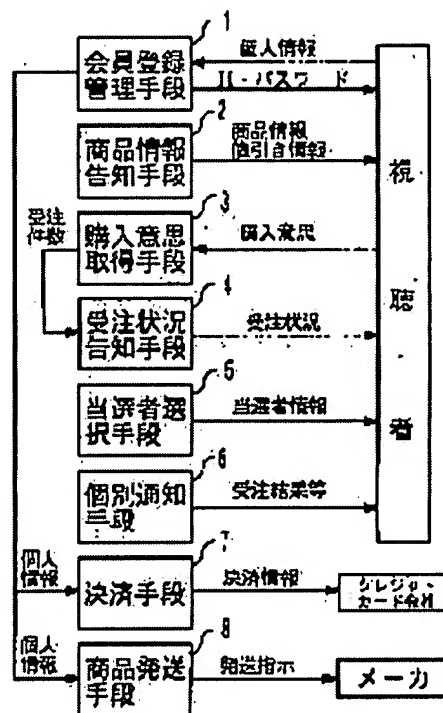 1
会員登録
管理手段
個人情報
ID・パスワード
2
商品情報
告知手段
商品情報
値引き情報
視聴者
受注
件数
3
購入意思
取得手段
購入意思
4
受注状況
告知手段
受注状況
5
当選者選
択手段
当選者情報
6
個別通知
手段
受注結果等
個人
情報
7
決済手段
決済情報
クレジット・
カード会社
個人
情報
8
商品発送
手段
発送指示
メーカ